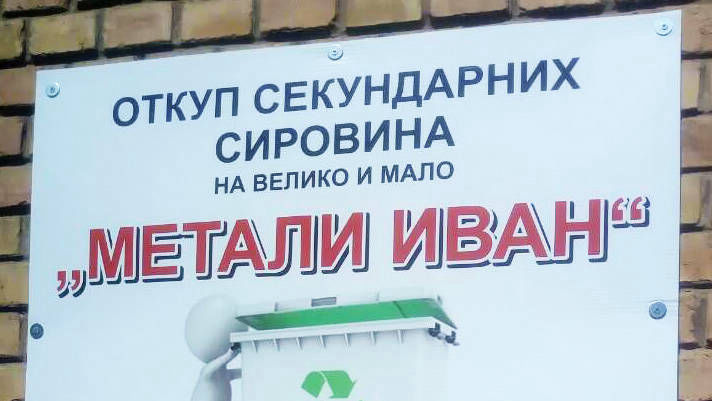 ОТКУП СЕКУНДАРНИХ
СИРОВИНА
НА ВЕЛИКО И МАЛО
„МЕТАЛИ ИВАН“